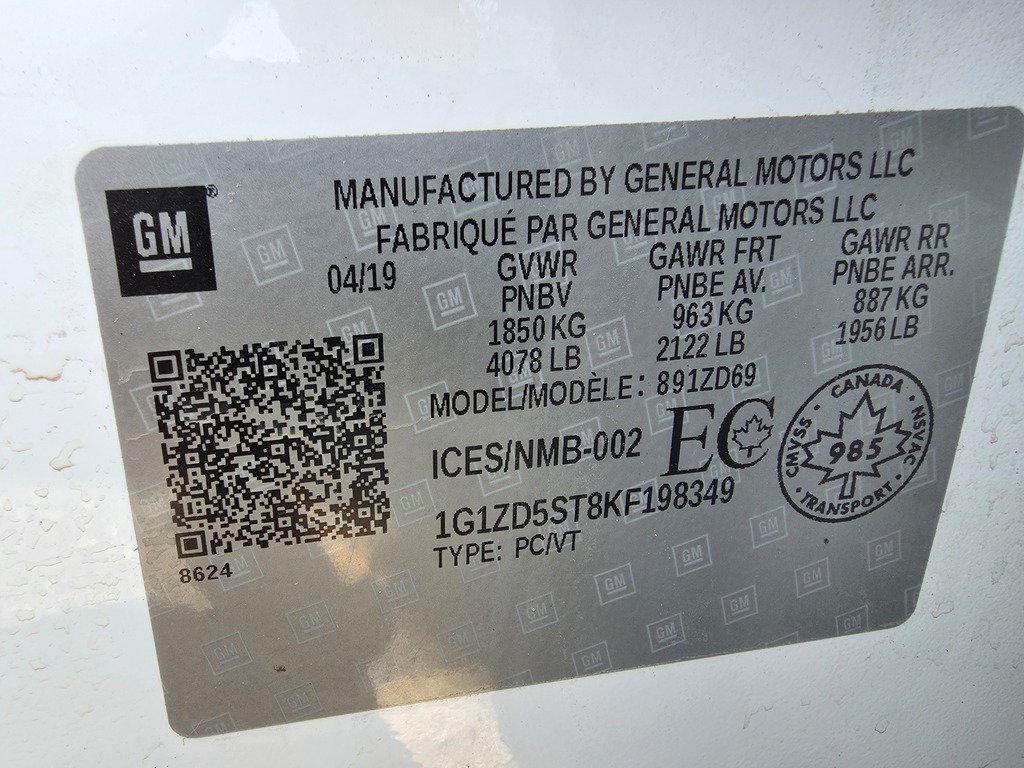 GM®
MANUFACTURED BY GENERAL MOTORS LLC
FABRIQUÉ PAR GENERAL MOTORS LLC
04/19
GVWR
PNBV
1850 KG
4078 LB
GAWR FRT
PNBE AV.
963 KG
2122 LB
GAWR RR
PNBE ARR.
887 KG
1956 LB
MODEL/MODÈLE: 891ZD69
ICES/NMB-002
EC
CANADA
CMVSS · NSVAC
985
· TRANSPORT ·
1G1ZD5ST8KF198349
TYPE: PC/VT
8624